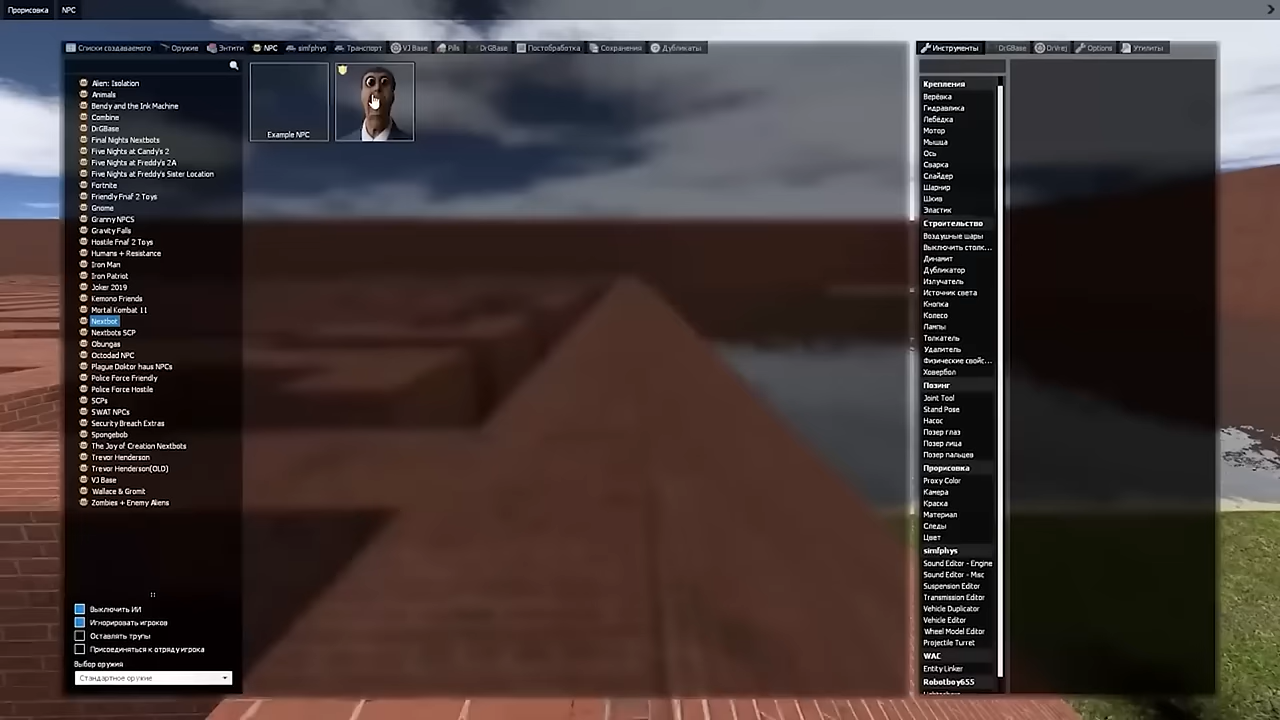 Прорисовка NPC
Списки создаваемого Оружие Энтити NPC simfphys Транспорт VJ Base Pills DrGBase Постобработка Сохранения Дубликаты
Alien: Isolation
Animals
Bendy and the Ink Machine
Combine
DrGBase
Final Nights Nextbots
Five Nights at Candy's 2
Five Nights at Freddy's 2A
Five Nights at Freddy's Sister Location
Fortnite
Friendly Fnaf 2 Toys
Gnome
Granny NPCS
Gravity Falls
Hostile Fnaf 2 Toys
Humans + Resistance
Iron Man
Iron Patriot
Joker 2019
Kemono Friends
Mortal Kombat 11
Nextbot
Nextbots SCP
Obungas
Octodad NPC
Plague Doktor haus NPCs
Police Force Friendly
Police Force Hostile
SCPs
SWAT NPCs
Security Breach Extras
Spongebob
The Joy of Creation Nextbots
Trevor Henderson
Trevor Henderson(OLD)
VJ Base
Wallace & Gromit
Zombies + Enemy Aliens
Выключить ИИ
Игнорировать игроков
Оставлять трупы
Присоединяться к отряду игрока
Выбор оружия
Стандартное оружие
Example NPC
Инструменты DrGBase DrVrej Options Утилиты
Крепления
Верёвка
Гидравлика
Лебёдка
Мотор
Мышца
Ось
Сварка
Слайдер
Шарнир
Шкив
Эластик
Строительство
Воздушные шары
Выключить столк...
Динамит
Дубликатор
Излучатель
Источник света
Кнопка
Колесо
Лампы
Толкатель
Удалитель
Физические свойс...
Ховербол
Позинг
Joint Tool
Stand Pose
Насос
Позер глаз
Позер лица
Позер пальцев
Прорисовка
Proxy Color
Камера
Краска
Материал
Следы
Цвет
simfphys
Sound Editor - Engine
Sound Editor - Misc
Suspension Editor
Transmission Editor
Vehicle Duplicator
Vehicle Editor
Wheel Model Editor
Projectile Turret
WAC
Entity Linker
Robotboy655